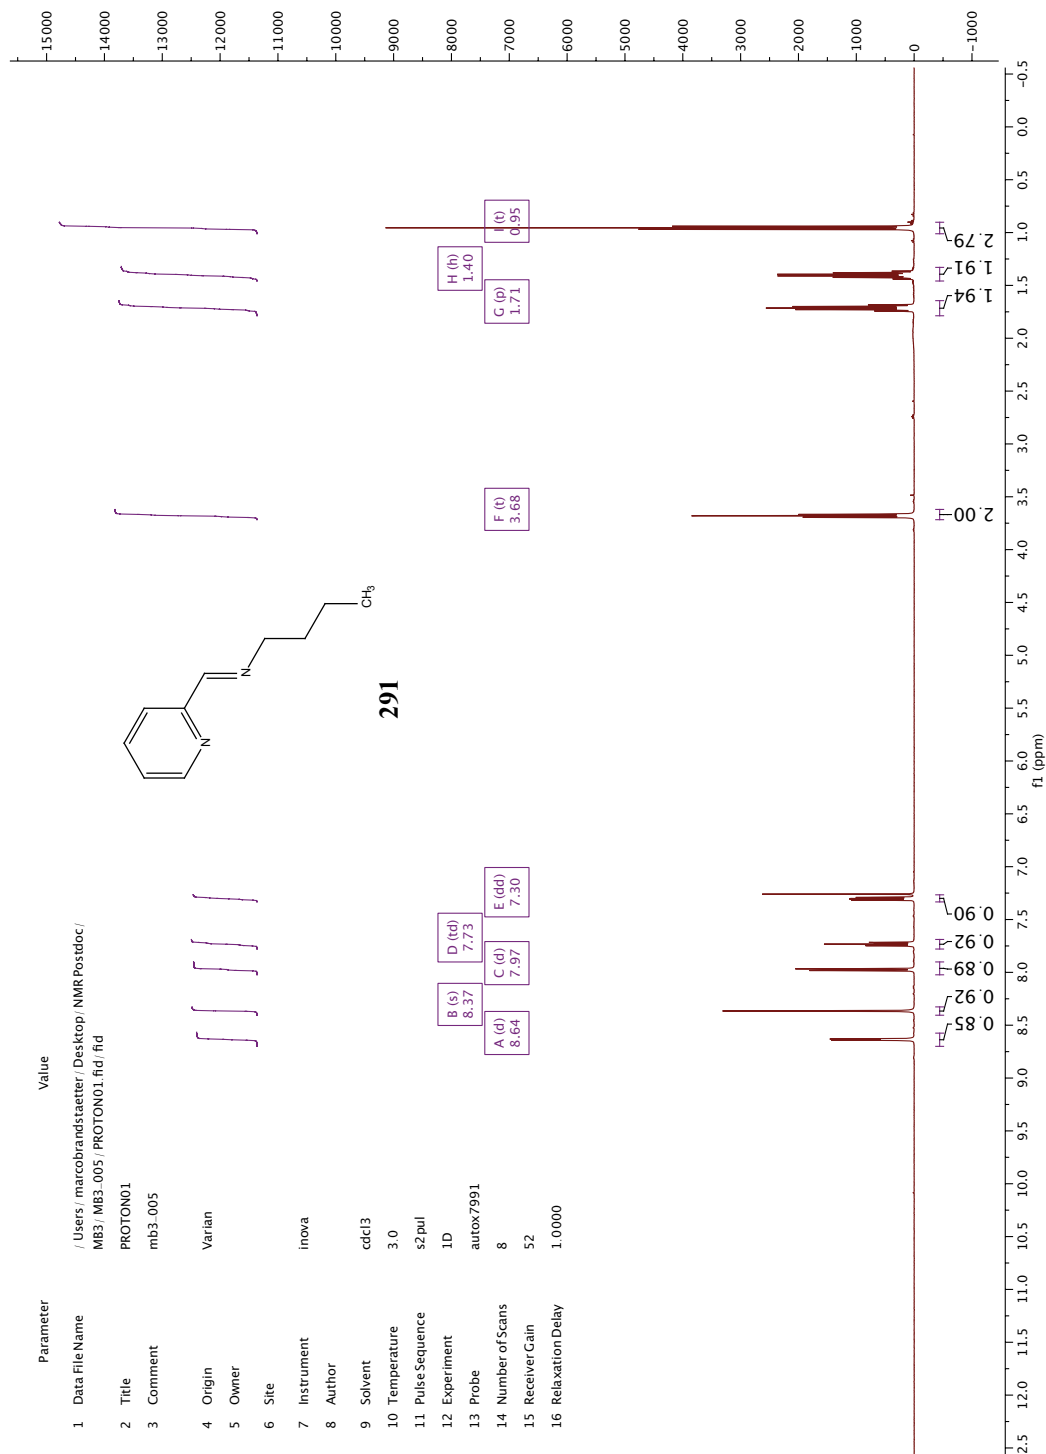 Parameter Value
1 Data File Name / Users/ marcobrandstaetter/ Desktop/ NMR Postdoc/
MB3/ MB3-005/ PROTON01.fid/ fid
2 Title PROTON01
3 Comment mb3-005
4 Origin Varian
5 Owner
6 Site
7 Instrument inova
8 Author
9 Solvent cdcl3
10 Temperature 3.0
11 Pulse Sequence s2pul
12 Experiment 1D
13 Probe autox7991
14 Number of Scans 8
15 Receiver Gain 52
16 Relaxation Delay 1.0000
N
N
CH3
291
A (d)
8.64
B (s)
8.37
C (d)
7.97
D (td)
7.73
E (dd)
7.30
F (t)
3.68
G (p)
1.71
H (h)
1.40
I (t)
0.95
15000
14000
13000
12000
11000
10000
9000
8000
7000
6000
5000
4000
3000
2000
1000
0
-1000
0.85
0.92
0.89
0.92
0.90
2.00
1.94
1.91
2.79
2.5 12.0 11.5 11.0 10.5 10.0 9.5 9.0 8.5 8.0 7.5 7.0 6.5 6.0 5.5 5.0 4.5 4.0 3.5 3.0 2.5 2.0 1.5 1.0 0.5 0.0 -0.5
f1 (ppm)